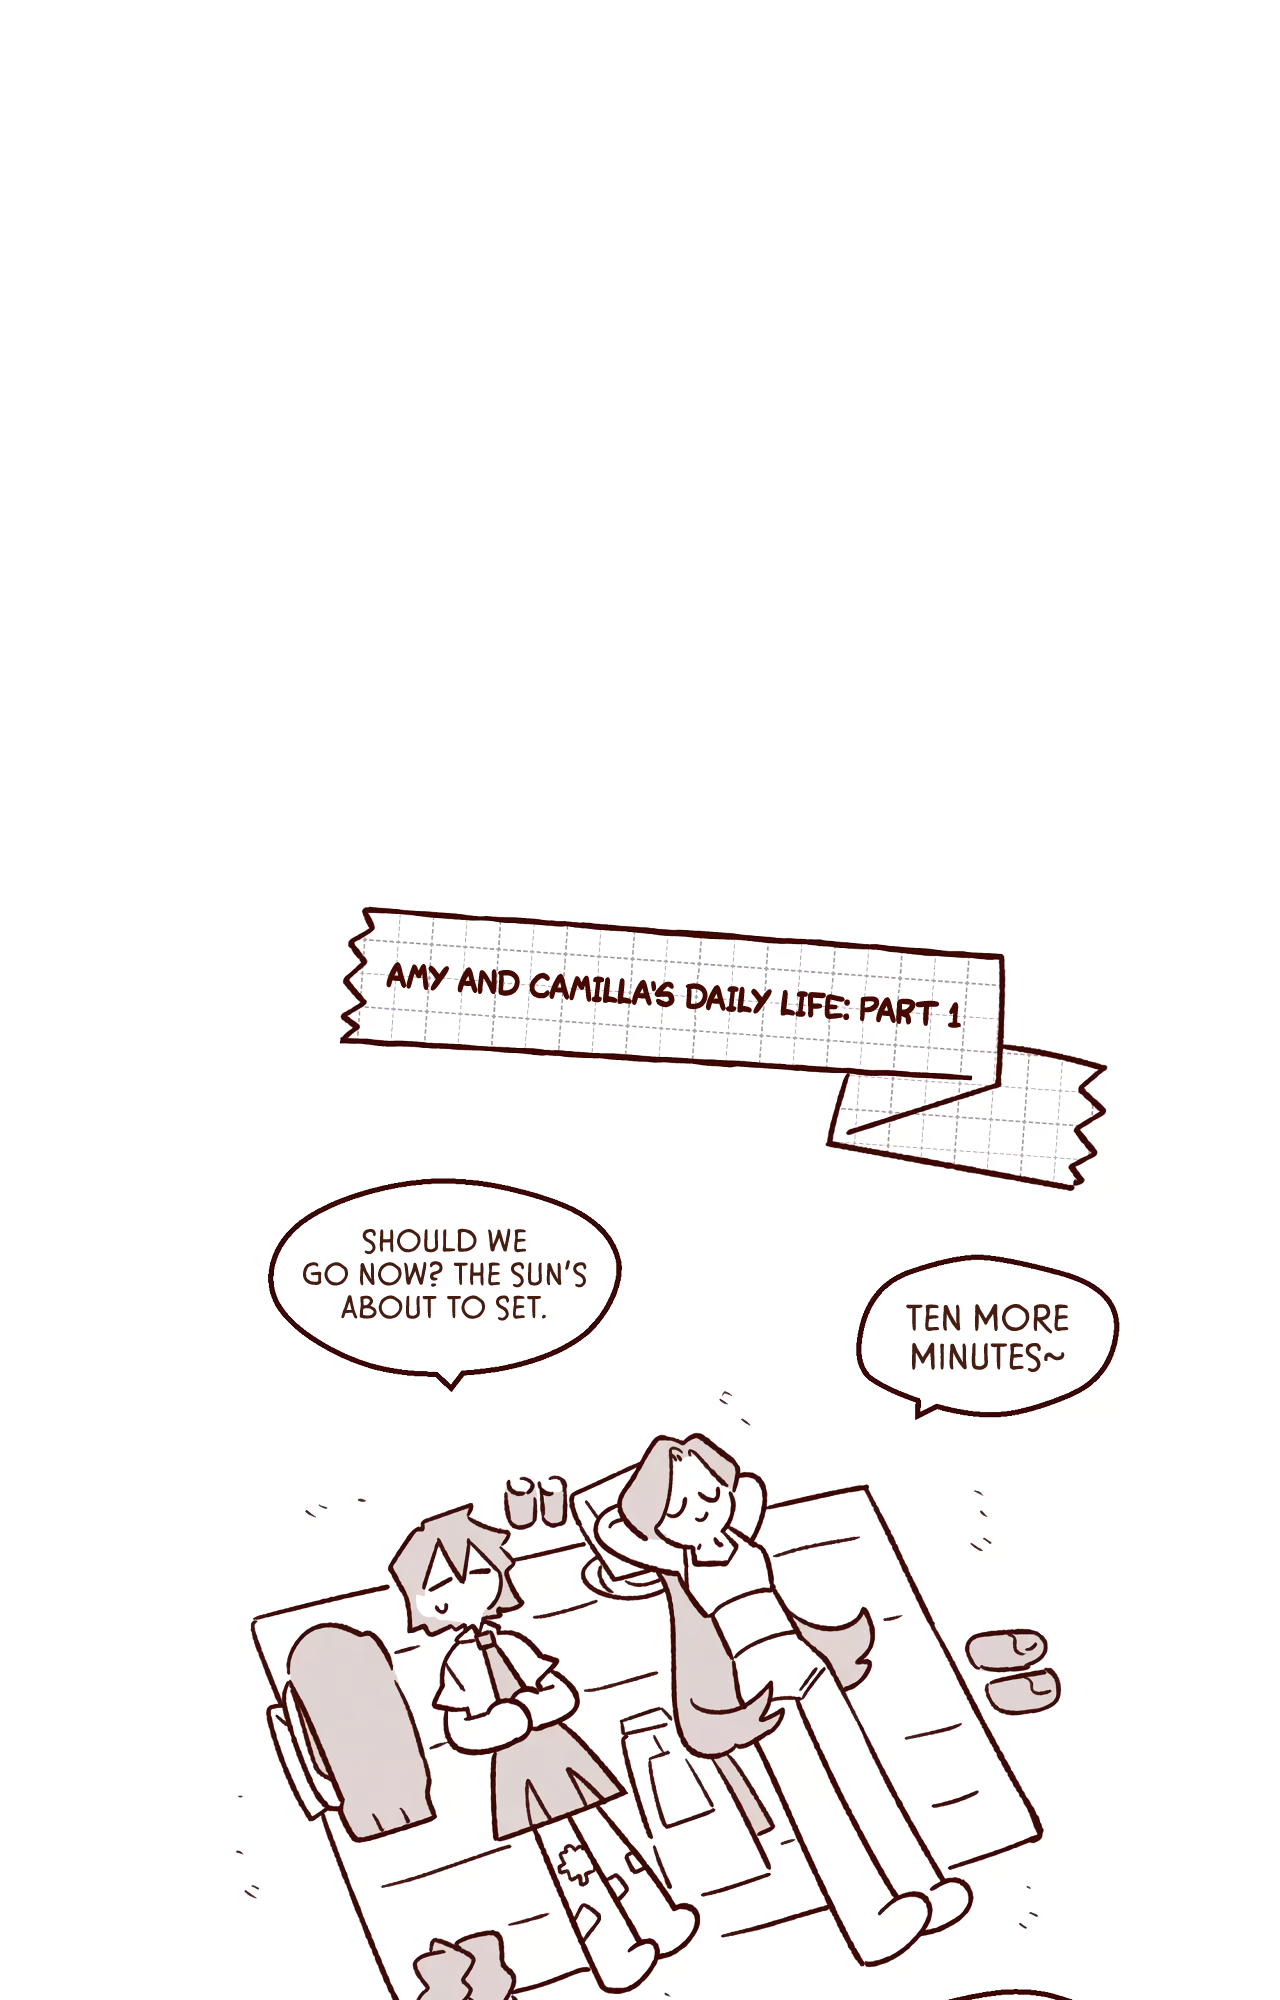 AMY AND CAMILLA'S DAILY LIFE: PART 1
SHOULD WE
GO NOW? THE SUN'S
ABOUT TO SET.
TEN MORE
MINUTES~